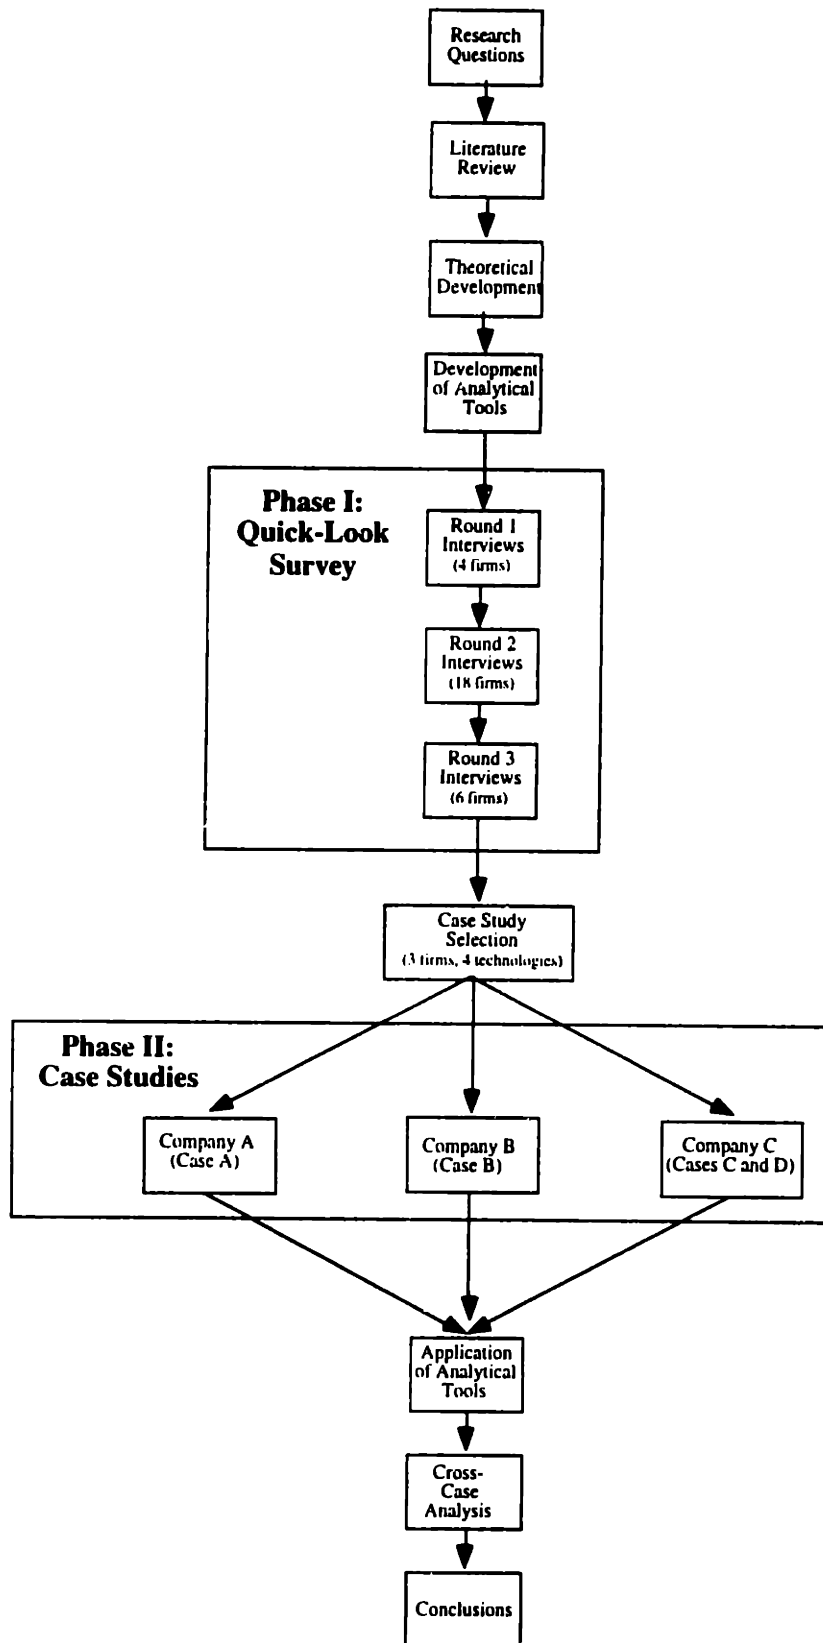 Research
Questions
Literature
Review
Theoretical
Development
Development
of Analytical
Tools
Phase I:
Quick-Look
Survey
Round 1
Interviews
(4 firms)
Round 2
Interviews
(18 firms)
Round 3
Interviews
(6 firms)
Case Study
Selection
(3 firms, 4 technologies)
Phase II:
Case Studies
Company A
(Case A)
Company B
(Case B)
Company C
(Cases C and D)
Application
of Analytical
Tools
Cross-
Case
Analysis
Conclusions